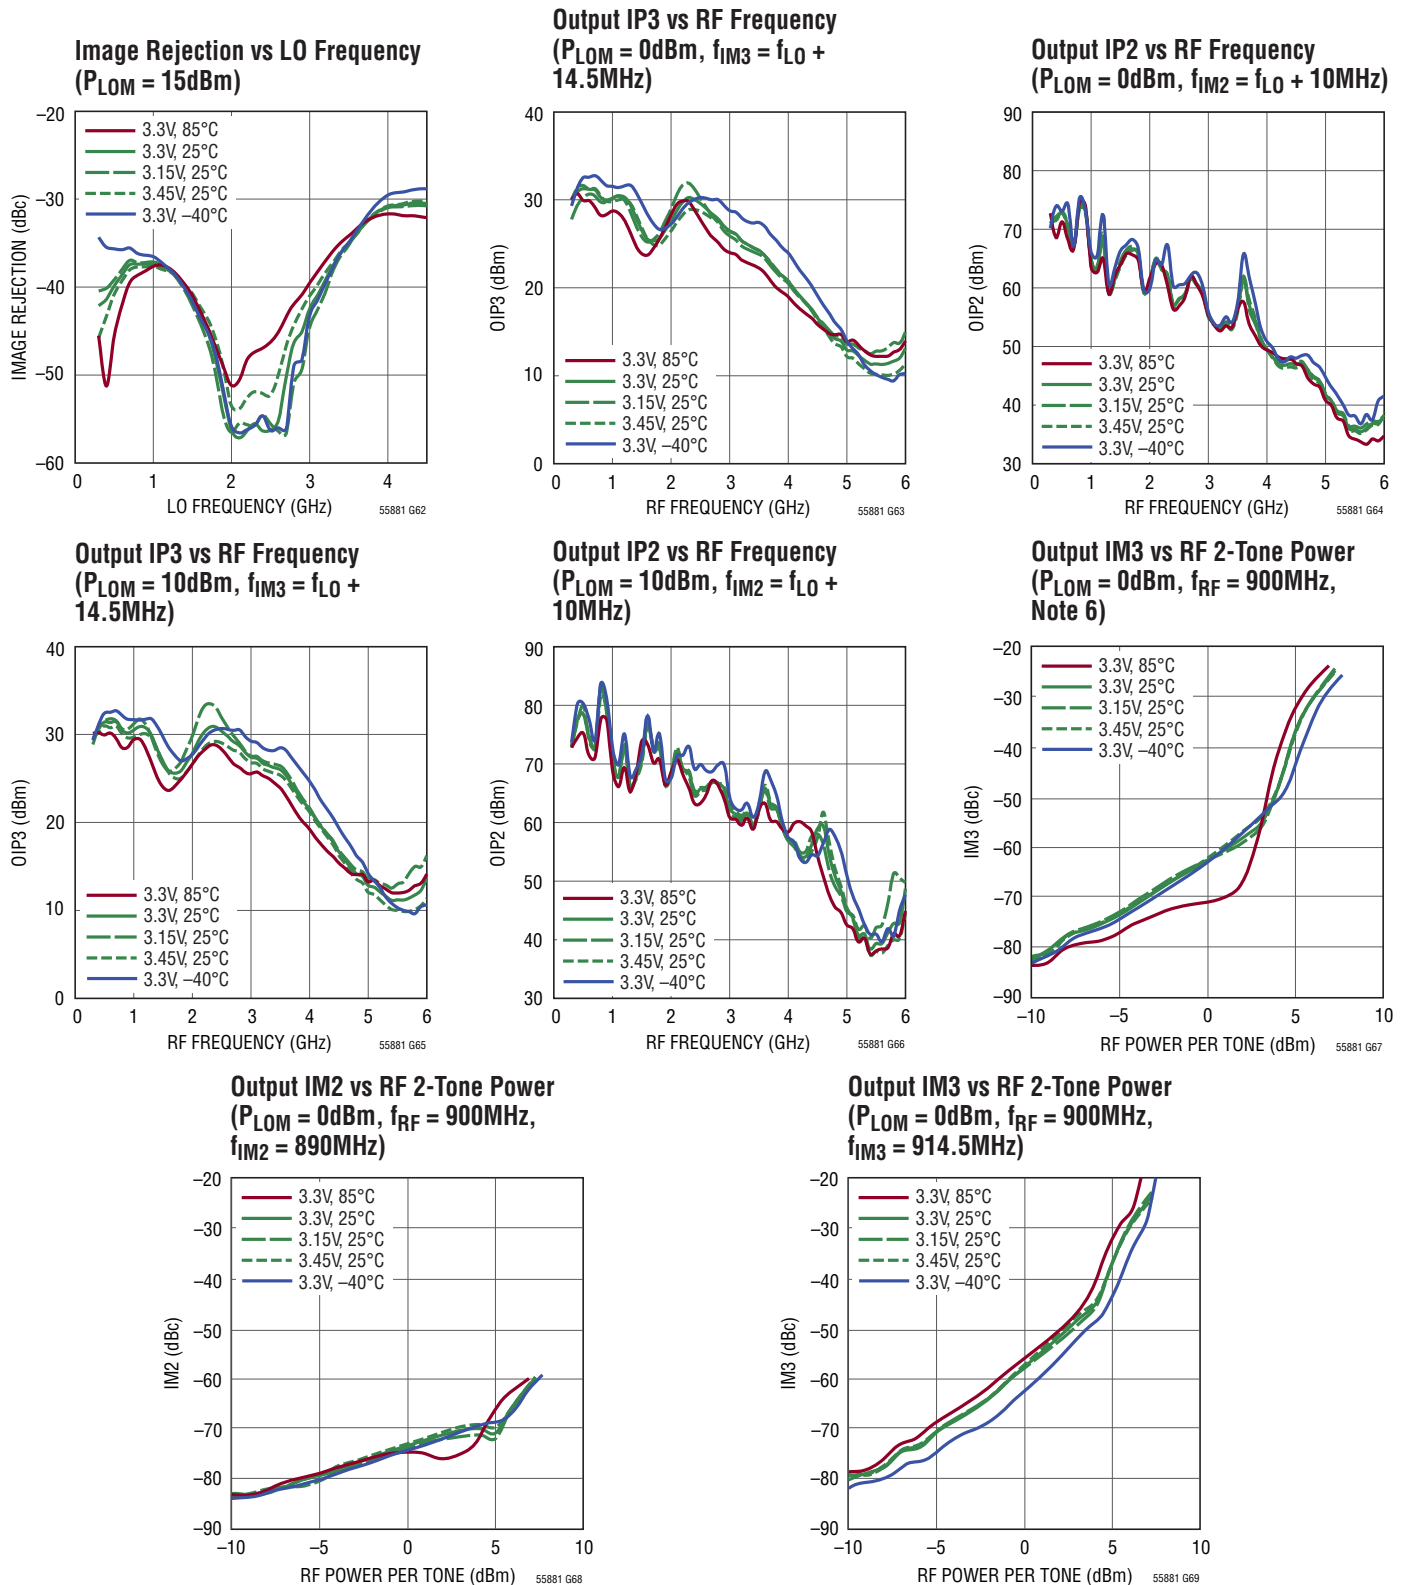 Image Rejection vs LO Frequency
(PLOM = 15dBm)
–20
–30
–40
–50
–60
IMAGE REJECTION (dBc)
3.3V, 85°C
3.3V, 25°C
3.15V, 25°C
3.45V, 25°C
3.3V, –40°C
0 1 2 3 4
LO FREQUENCY (GHz)
55881 G62
Output IP3 vs RF Frequency
(PLOM = 0dBm, fIM3 = fLO +
14.5MHz)
40
30
20
10
0
OIP3 (dBm)
3.3V, 85°C
3.3V, 25°C
3.15V, 25°C
3.45V, 25°C
3.3V, –40°C
0 1 2 3 4 5 6
RF FREQUENCY (GHz)
55881 G63
Output IP2 vs RF Frequency
(PLOM = 0dBm, fIM2 = fLO + 10MHz)
90
80
70
60
50
40
30
OIP2 (dBm)
3.3V, 85°C
3.3V, 25°C
3.15V, 25°C
3.45V, 25°C
3.3V, –40°C
0 1 2 3 4 5 6
RF FREQUENCY (GHz)
55881 G64
Output IP3 vs RF Frequency
(PLOM = 10dBm, fIM3 = fLO +
14.5MHz)
40
30
20
10
0
OIP3 (dBm)
3.3V, 85°C
3.3V, 25°C
3.15V, 25°C
3.45V, 25°C
3.3V, –40°C
0 1 2 3 4 5 6
RF FREQUENCY (GHz)
55881 G65
Output IP2 vs RF Frequency
(PLOM = 10dBm, fIM2 = fLO +
10MHz)
90
80
70
60
50
40
30
OIP2 (dBm)
3.3V, 85°C
3.3V, 25°C
3.15V, 25°C
3.45V, 25°C
3.3V, –40°C
0 1 2 3 4 5 6
RF FREQUENCY (GHz)
55881 G66
Output IM3 vs RF 2-Tone Power
(PLOM = 0dBm, fRF = 900MHz,
Note 6)
–20
–30
–40
–50
–60
–70
–80
–90
IM3 (dBc)
3.3V, 85°C
3.3V, 25°C
3.15V, 25°C
3.45V, 25°C
3.3V, –40°C
–10 –5 0 5 10
RF POWER PER TONE (dBm)
55881 G67
Output IM2 vs RF 2-Tone Power
(PLOM = 0dBm, fRF = 900MHz,
fIM2 = 890MHz)
–20
–30
–40
–50
–60
–70
–80
–90
IM2 (dBc)
3.3V, 85°C
3.3V, 25°C
3.15V, 25°C
3.45V, 25°C
3.3V, –40°C
–10 –5 0 5 10
RF POWER PER TONE (dBm)
55881 G68
Output IM3 vs RF 2-Tone Power
(PLOM = 0dBm, fRF = 900MHz,
fIM3 = 914.5MHz)
–20
–30
–40
–50
–60
–70
–80
–90
IM3 (dBc)
3.3V, 85°C
3.3V, 25°C
3.15V, 25°C
3.45V, 25°C
3.3V, –40°C
–10 –5 0 5 10
RF POWER PER TONE (dBm)
55881 G69